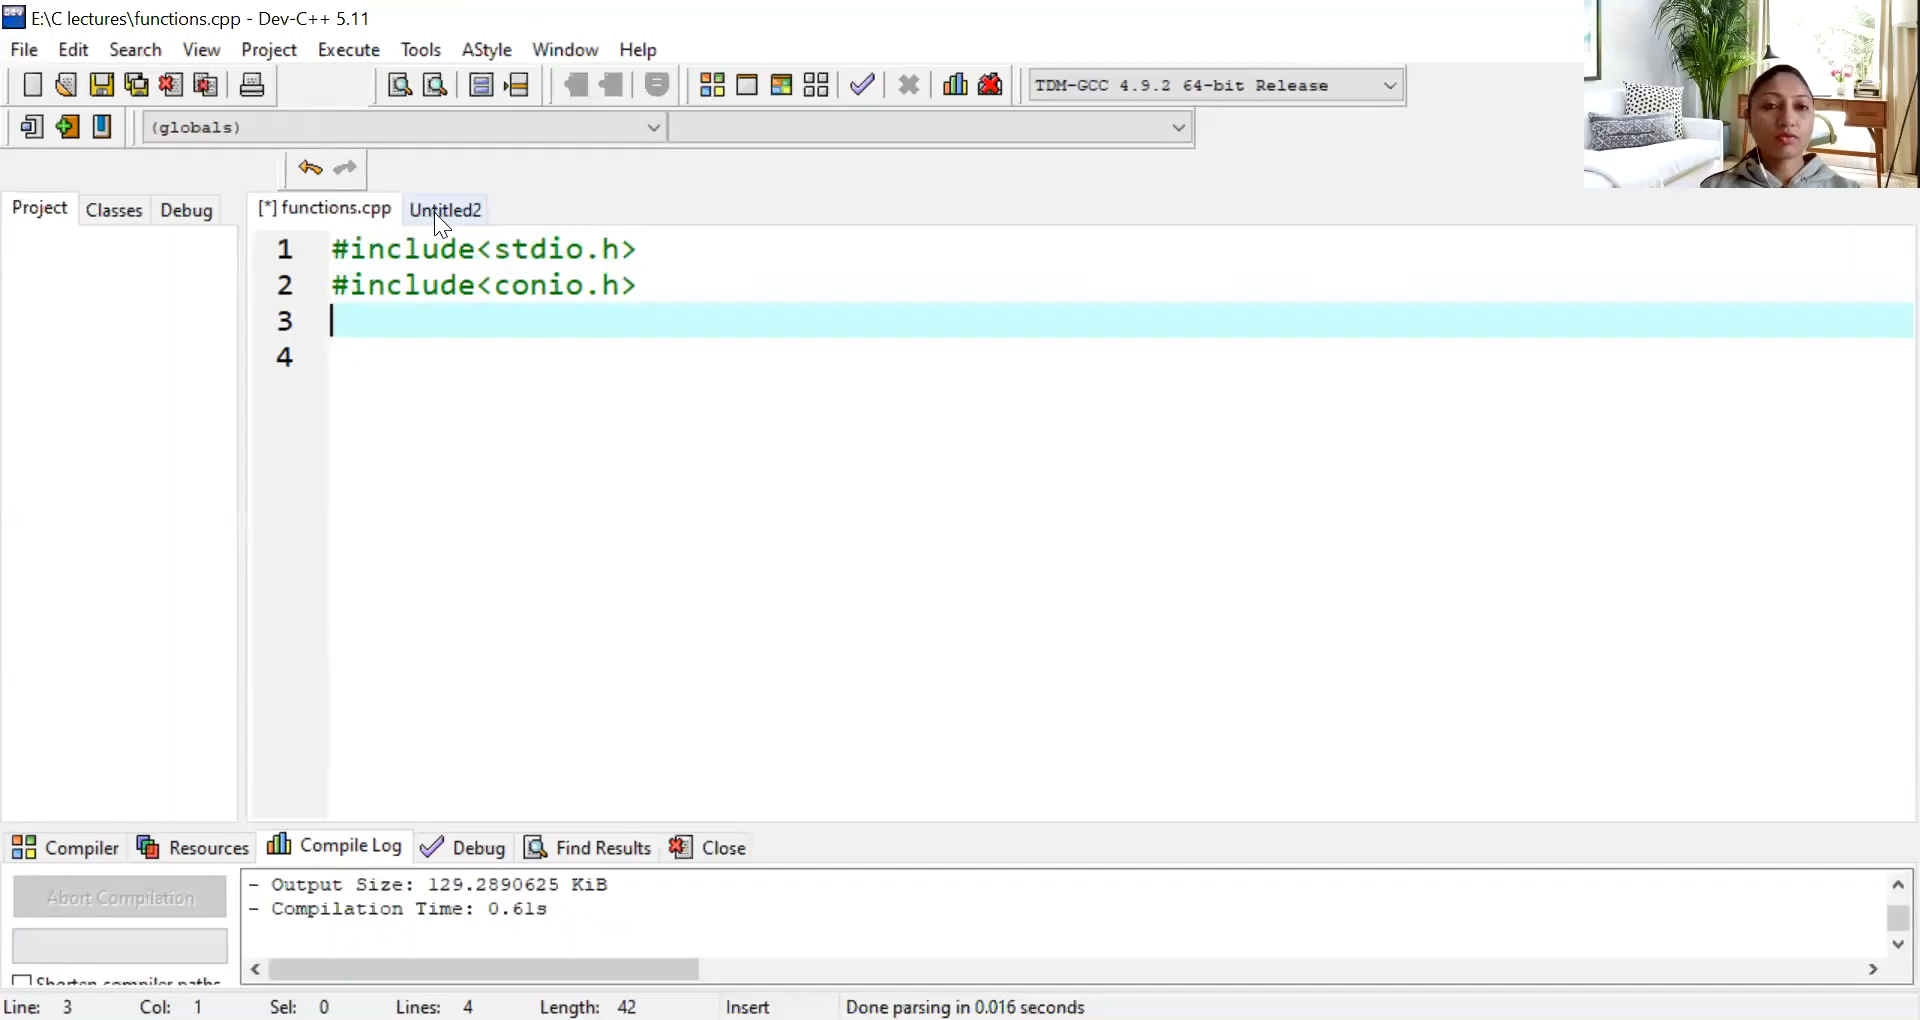 E:\C lectures\functions.cpp - Dev-C++ 5.11
File Edit Search View Project Execute Tools AStyle Window Help
TDM-GCC 4.9.2 64-bit Release
(globals)
Project Classes Debug [*] functions.cpp Untitled2
1 #include<stdio.h>
2 #include<conio.h>
3
4
Compiler Resources Compile Log Debug Find Results Close
Abort Compilation
- Output Size: 129.2890625 KiB
- Compilation Time: 0.61s
Shorten compiler paths
Line: 3 Col: 1 Sel: 0 Lines: 4 Length: 42 Insert Done parsing in 0.016 seconds